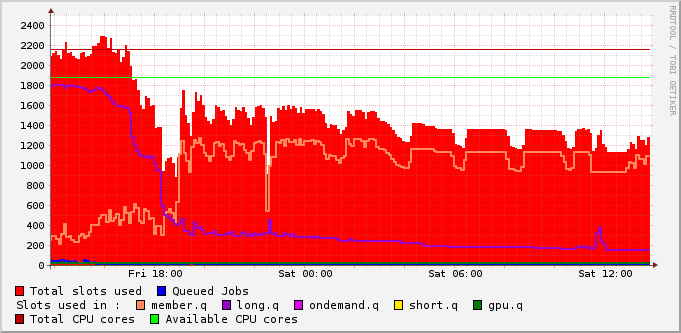 RRDTOOL / TOBI OETIKER
2400
2200
2000
1800
1600
1400
1200
1000
800
600
400
200
0
Fri 18:00 Sat 00:00 Sat 06:00 Sat 12:00
Total slots used Queued Jobs
Slots used in : member.q long.q ondemand.q short.q gpu.q
Total CPU cores Available CPU cores